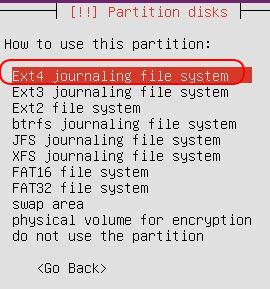 [!!] Partition disks
How to use this partition:
Ext4 journaling file system
Ext3 journaling file system
Ext2 file system
btrfs journaling file system
JFS journaling file system
XFS journaling file system
FAT16 file system
FAT32 file system
swap area
physical volume for encryption
do not use the partition
<Go Back>